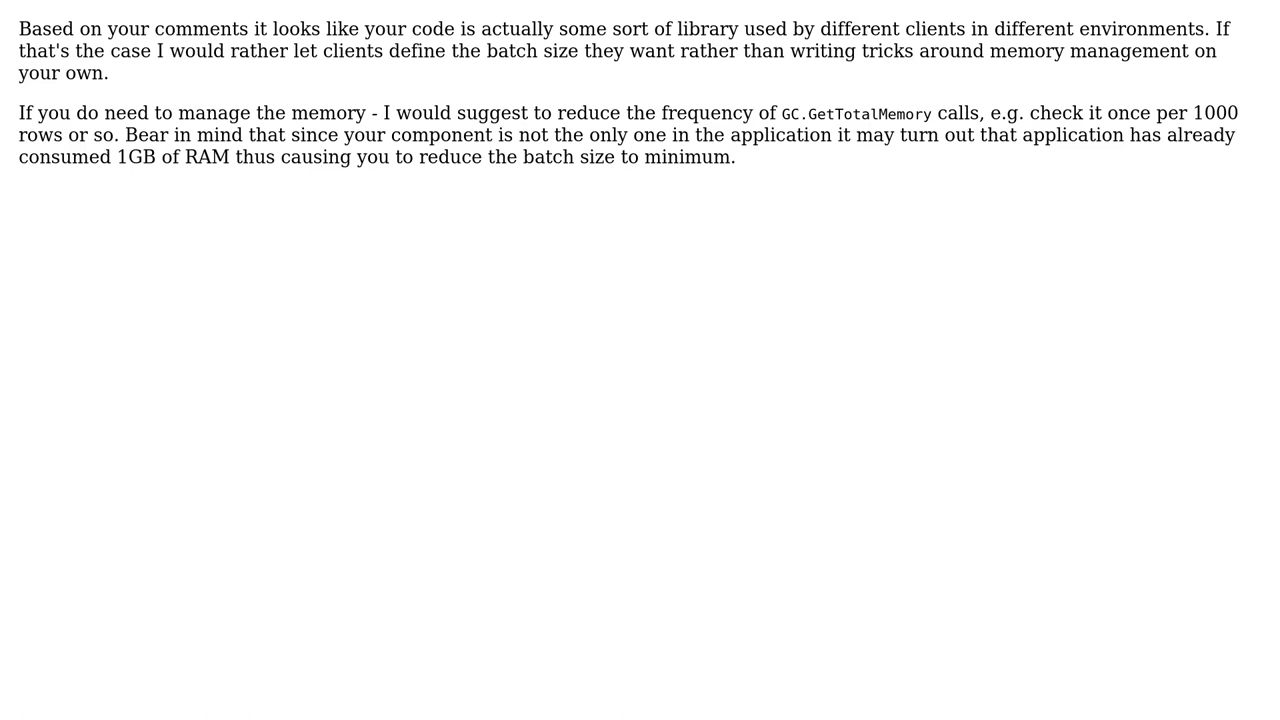 Based on your comments it looks like your code is actually some sort of library used by different clients in different environments. If
that's the case I would rather let clients define the batch size they want rather than writing tricks around memory management on
your own.
If you do need to manage the memory - I would suggest to reduce the frequency of GC.GetTotalMemory calls, e.g. check it once per 1000
rows or so. Bear in mind that since your component is not the only one in the application it may turn out that application has already
consumed 1GB of RAM thus causing you to reduce the batch size to minimum.